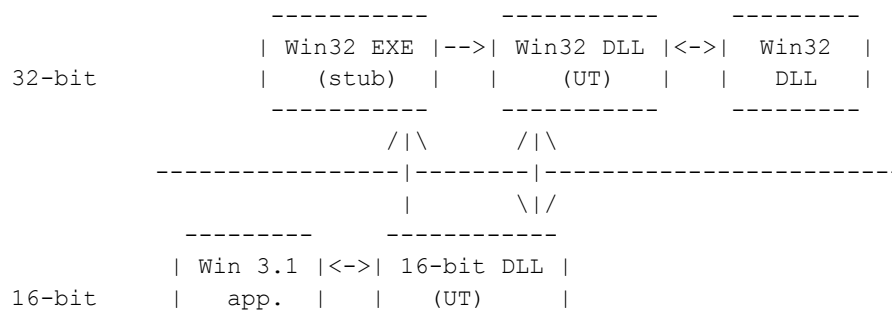 -----------    -----------     ---------
                | Win32 EXE |-->| Win32 DLL |<->|  Win32  |
32-bit          |   (stub)  |   |    (UT)   |   |   DLL   |
                 -----------    -----------     ---------
                         /|\      /|\
         -----------------|--------|-------------------------
                          |       \|/
           ---------     ------------
          | Win 3.1 |<->| 16-bit DLL |
16-bit    |   app.  |   |   (UT)     |